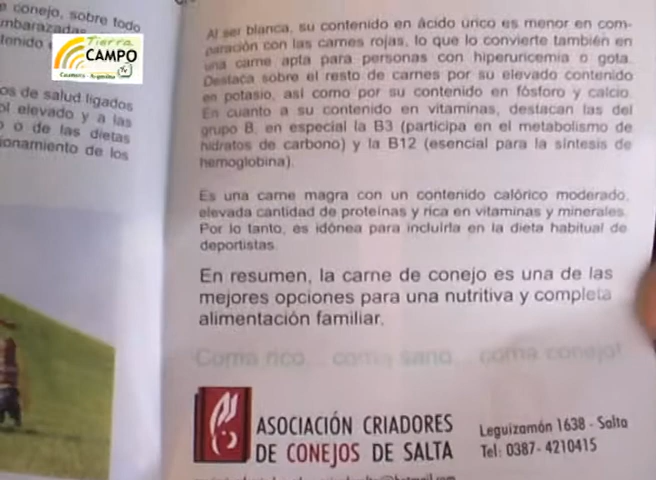 e conejo, sobre todo
mbarazadas
tenido
Tierra
CAMPO
TV
Catamarca - Argentina
os de salud ligados
ol elevado y a las
o o de las dietas
ionamiento de los
Al ser blanca, su contenido en ácido úrico es menor en com-
paración con las carnes rojas, lo que lo convierte también en
una carne apta para personas con hiperuricemia o gota.
Destaca sobre el resto de carnes por su elevado contenido
en potasio, así como por su contenido en fósforo y calcio.
En cuanto a su contenido en vitaminas, destacan las del
grupo B, en especial la B3 (participa en el metabolismo de
hidratos de carbono) y la B12 (esencial para la síntesis de
hemoglobina).
Es una carne magra con un contenido calórico moderado,
elevada cantidad de proteínas y rica en vitaminas y minerales.
Por lo tanto, es idónea para incluirla en la dieta habitual de
deportistas.
En resumen, la carne de conejo es una de las
mejores opciones para una nutritiva y completa
alimentación familiar.
Coma rico... coma sano... coma conejo!
ASOCIACIÓN CRIADORES
DE CONEJOS DE SALTA
Leguizamón 1638 - Salta
Tel: 0387- 4210415